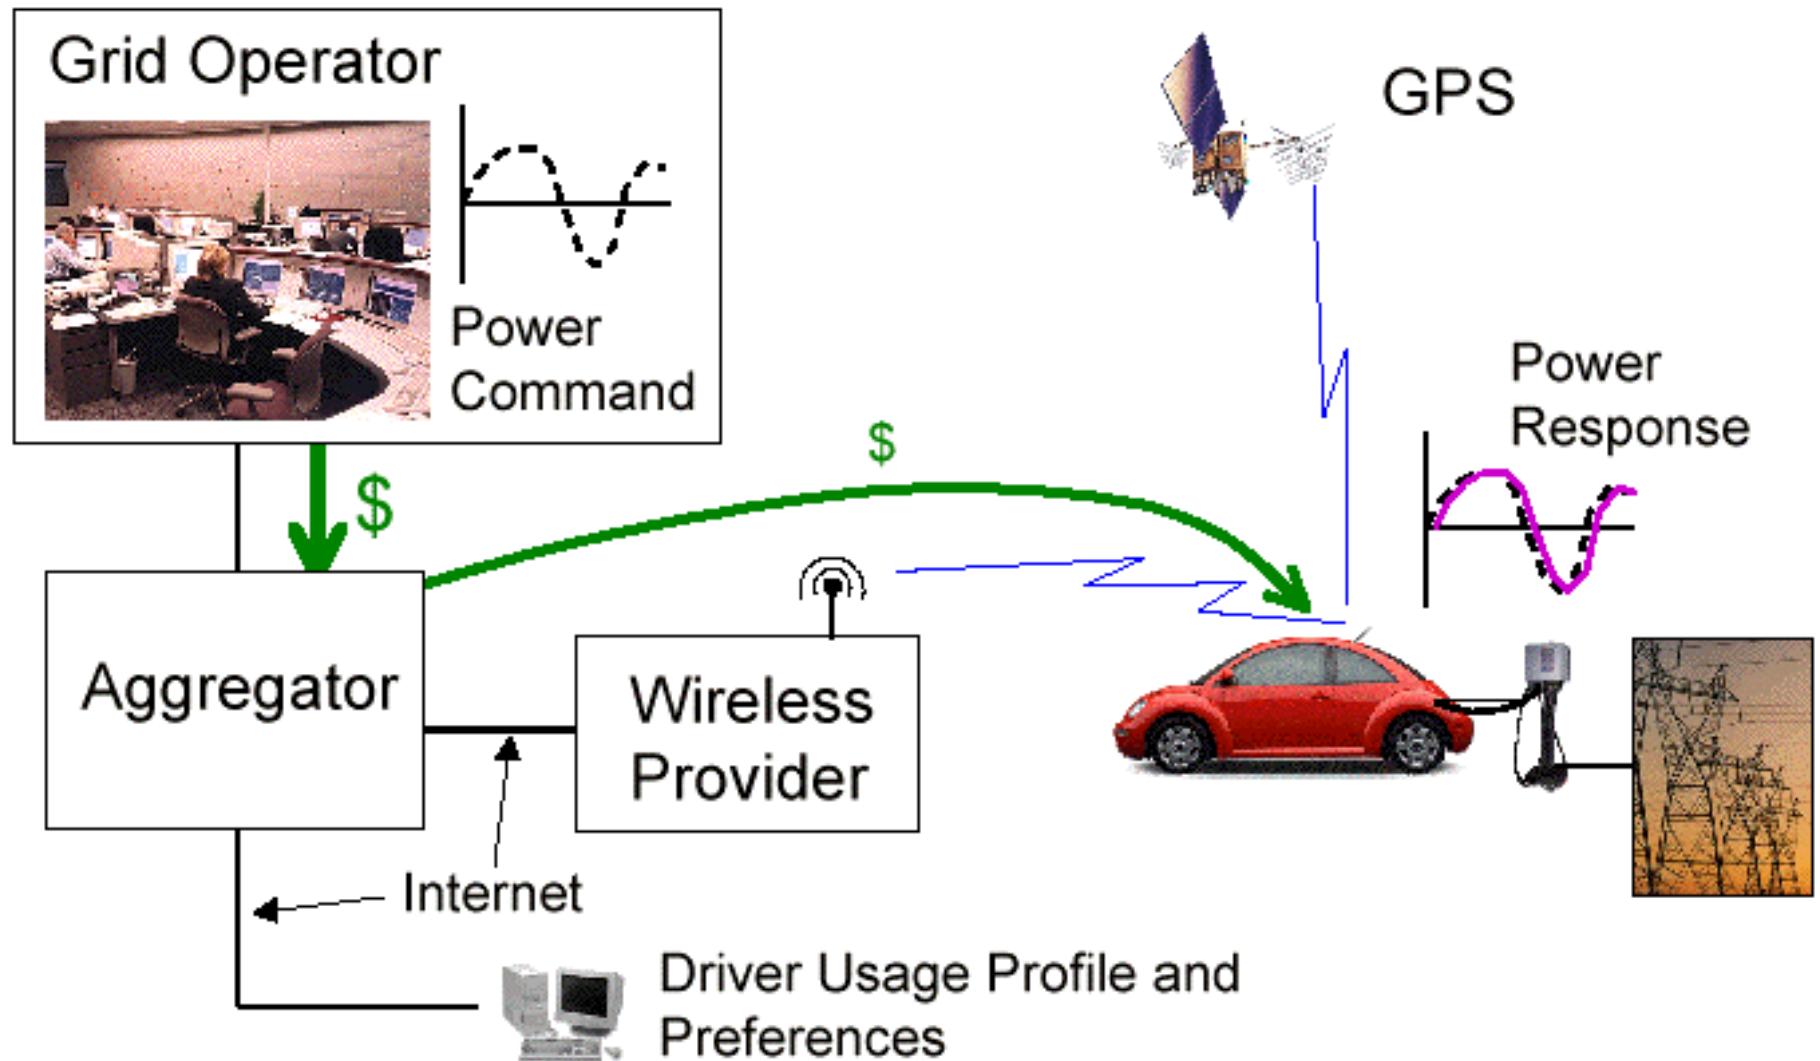 Grid Operator
GPS
Power
Command
Power
Response
$
$
Aggregator
Wireless
Provider
Internet
Driver Usage Profile and
Preferences